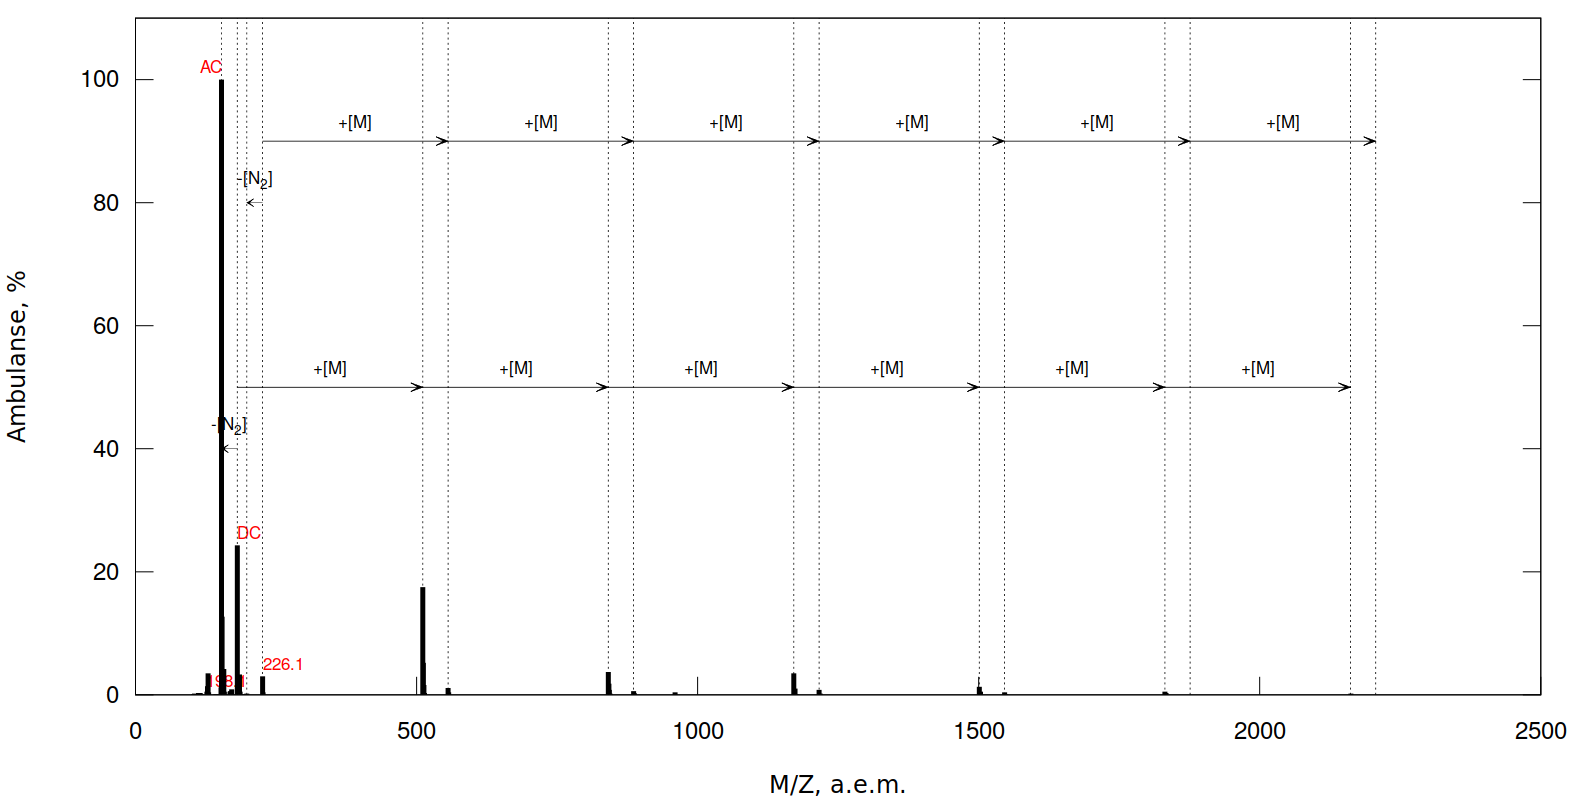 100
80
60
40
20
0
Ambulanse, %
AC
+[M] +[M] +[M] +[M] +[M] +[M]
-[N₂]
+[M] +[M] +[M] +[M] +[M] +[M]
-[N₂]
DC
226.1
0 500 1000 1500 2000 2500
M/Z, a.e.m.